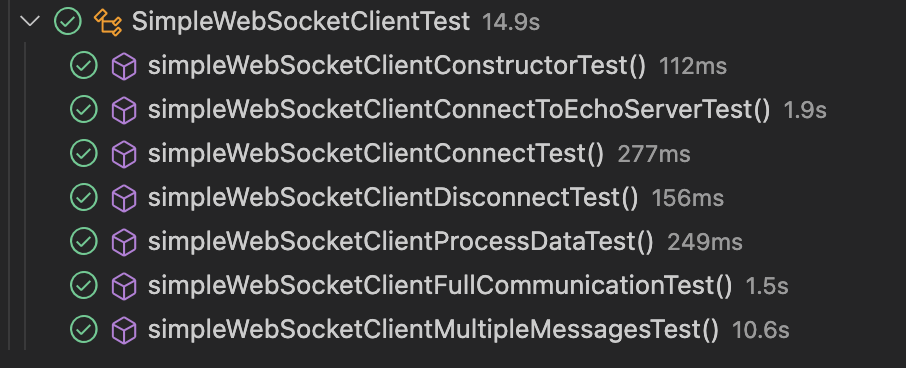 SimpleWebSocketClientTest 14.9s
simpleWebSocketClientConstructorTest() 112ms
simpleWebSocketClientConnectToEchoServerTest() 1.9s
simpleWebSocketClientConnectTest() 277ms
simpleWebSocketClientDisconnectTest() 156ms
simpleWebSocketClientProcessDataTest() 249ms
simpleWebSocketClientFullCommunicationTest() 1.5s
simpleWebSocketClientMultipleMessagesTest() 10.6s